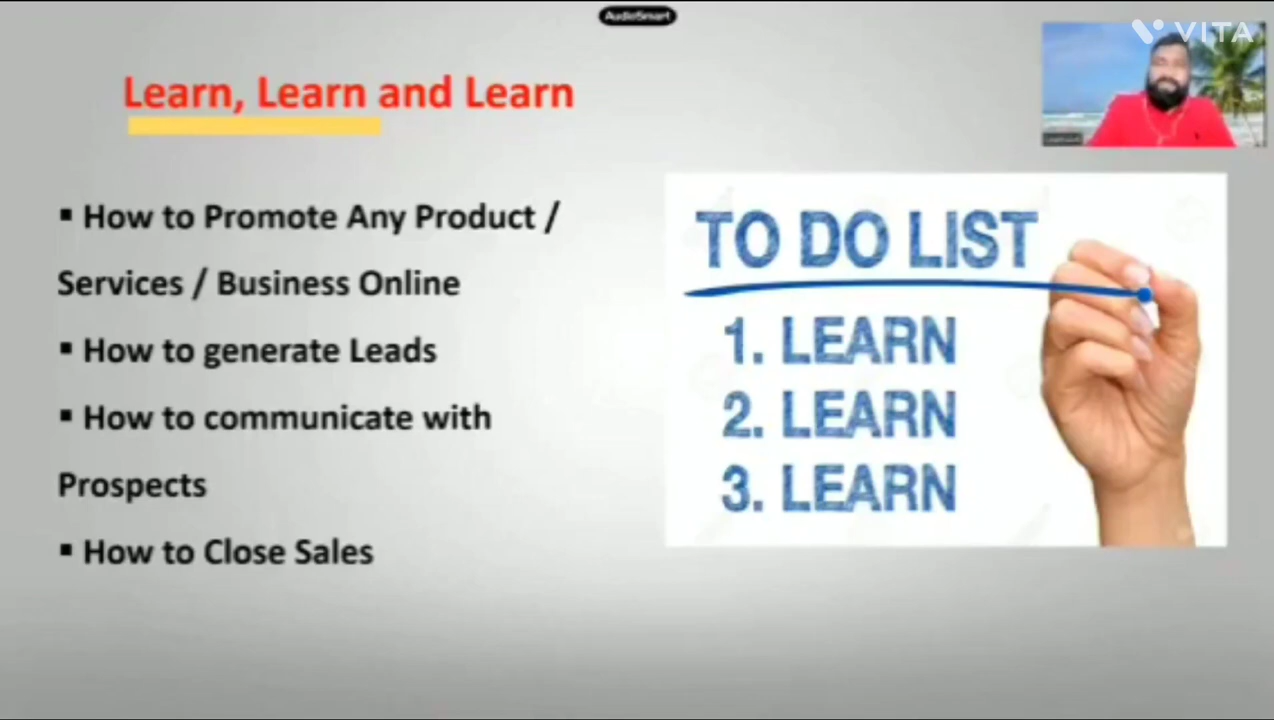 AudioSmart
VITA
Learn, Learn and Learn
▪ How to Promote Any Product /
Services / Business Online
▪ How to generate Leads
▪ How to communicate with
Prospects
▪ How to Close Sales
TO DO LIST
1. LEARN
2. LEARN
3. LEARN